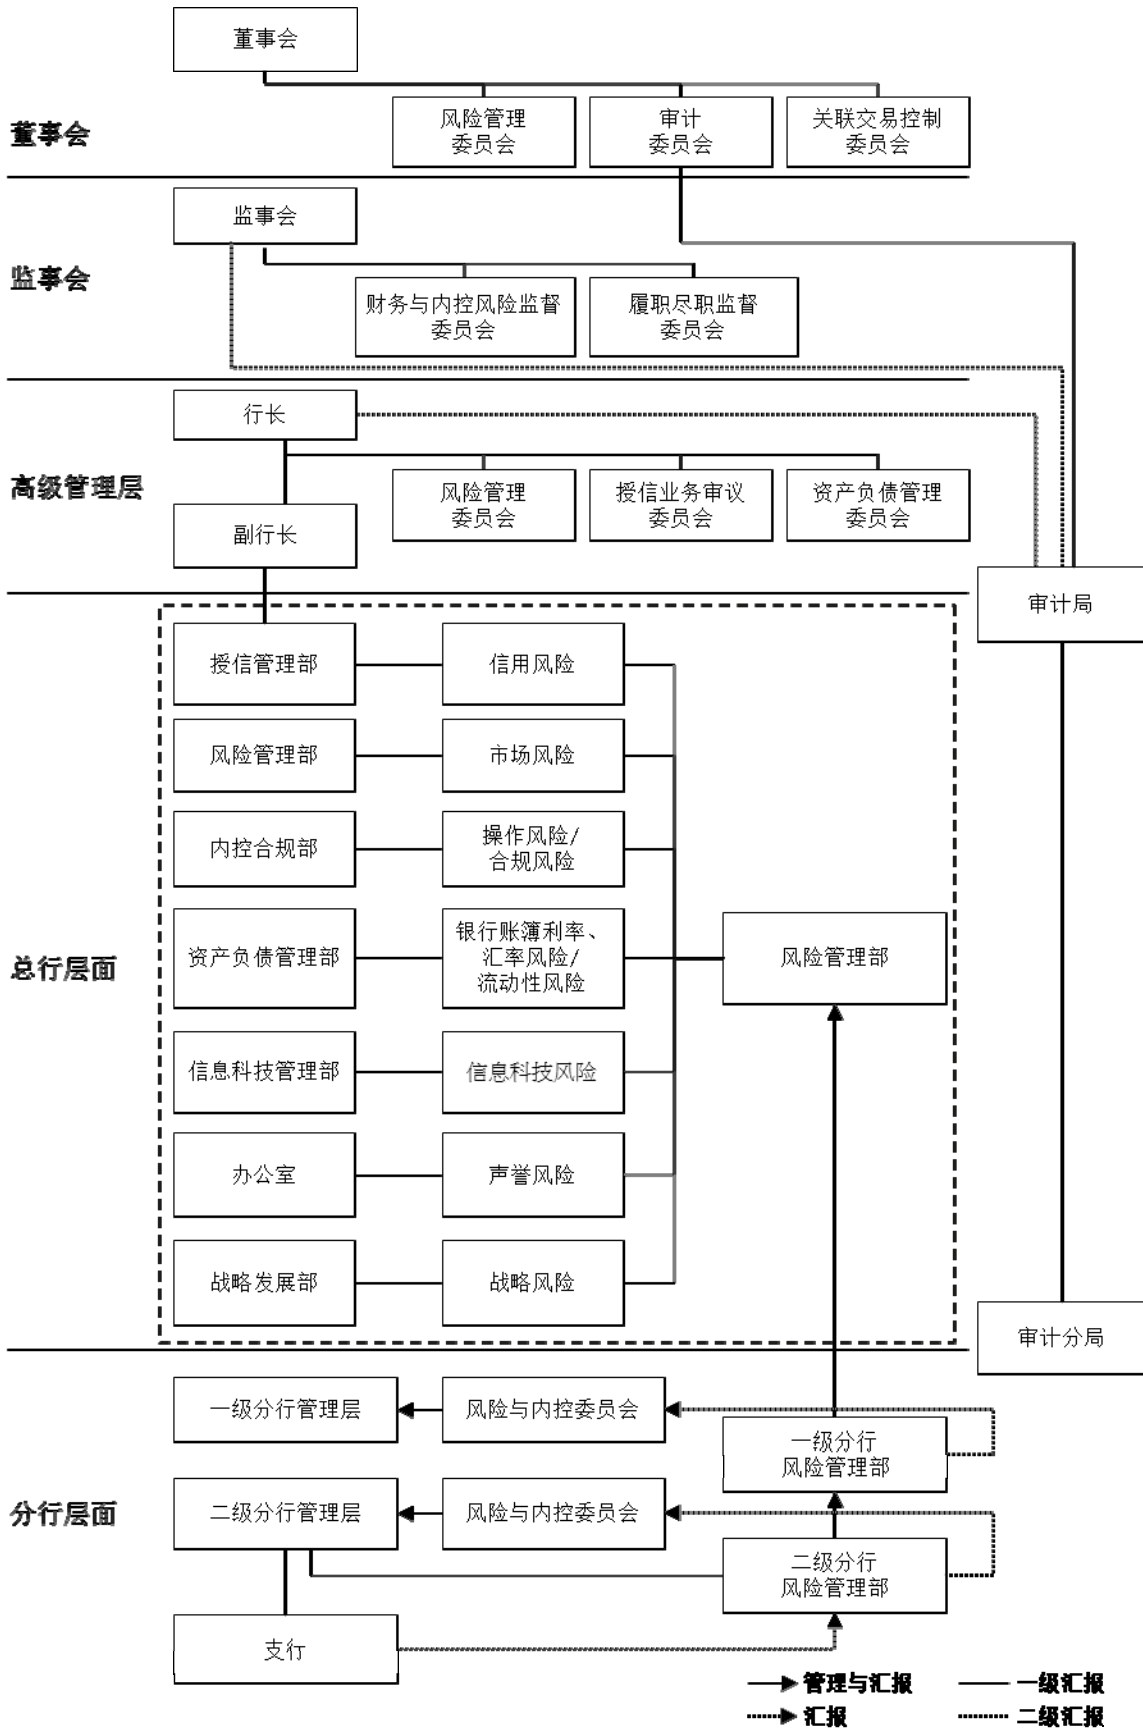 董事会
风险管理
委员会
审计
委员会
关联交易控制
委员会
董事会
监事会
监事会
财务与内控风险监督
委员会
履职尽职监督
委员会
行长
高级管理层
风险管理
委员会
授信业务审议
委员会
资产负债管理
委员会
副行长
审计局
授信管理部
信用风险
风险管理部
市场风险
内控合规部
操作风险/
合规风险
总行层面
资产负债管理部
银行账簿利率、
汇率风险/
流动性风险
风险管理部
信息科技管理部
信息科技风险
办公室
声誉风险
战略发展部
战略风险
审计分局
一级分行管理层
风险与内控委员会
一级分行
风险管理部
分行层面
二级分行管理层
风险与内控委员会
二级分行
风险管理部
支行
管理与汇报
一级汇报
汇报
二级汇报